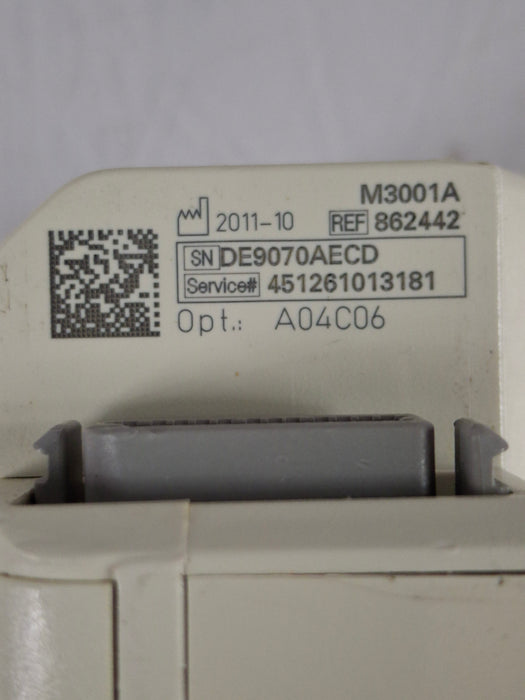 M3001A
2011-10 REF 862442
SN DE9070AECD
Service# 451261013181
Opt.: A04C06